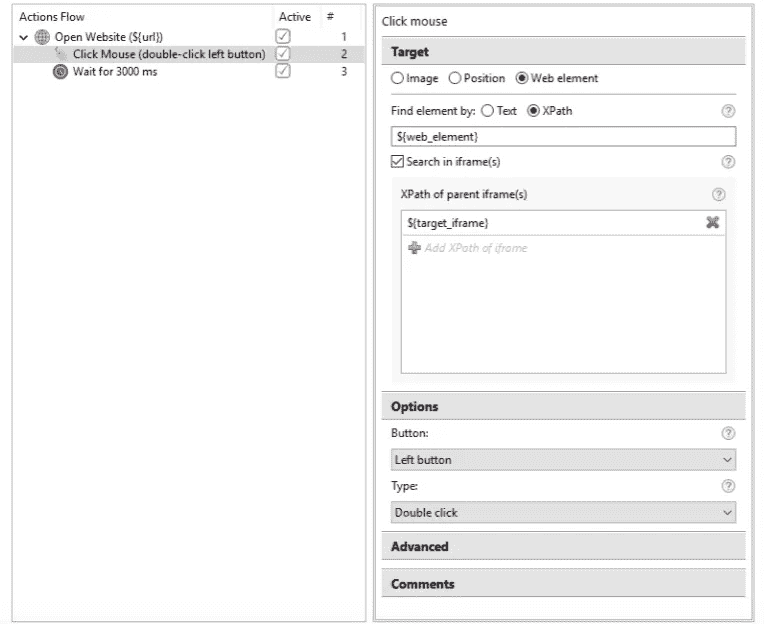 Actions Flow Active #
Open Website (${url}) 1
Click Mouse (double-click left button) 2
Wait for 3000 ms 3
Click mouse
Target
Image Position Web element
Find element by: Text XPath ?
${web_element}
Search in iframe(s) ?
XPath of parent iframe(s) ?
${target_iframe}
Add XPath of iframe
Options
Button: ?
Left button
Type: ?
Double click
Advanced
Comments